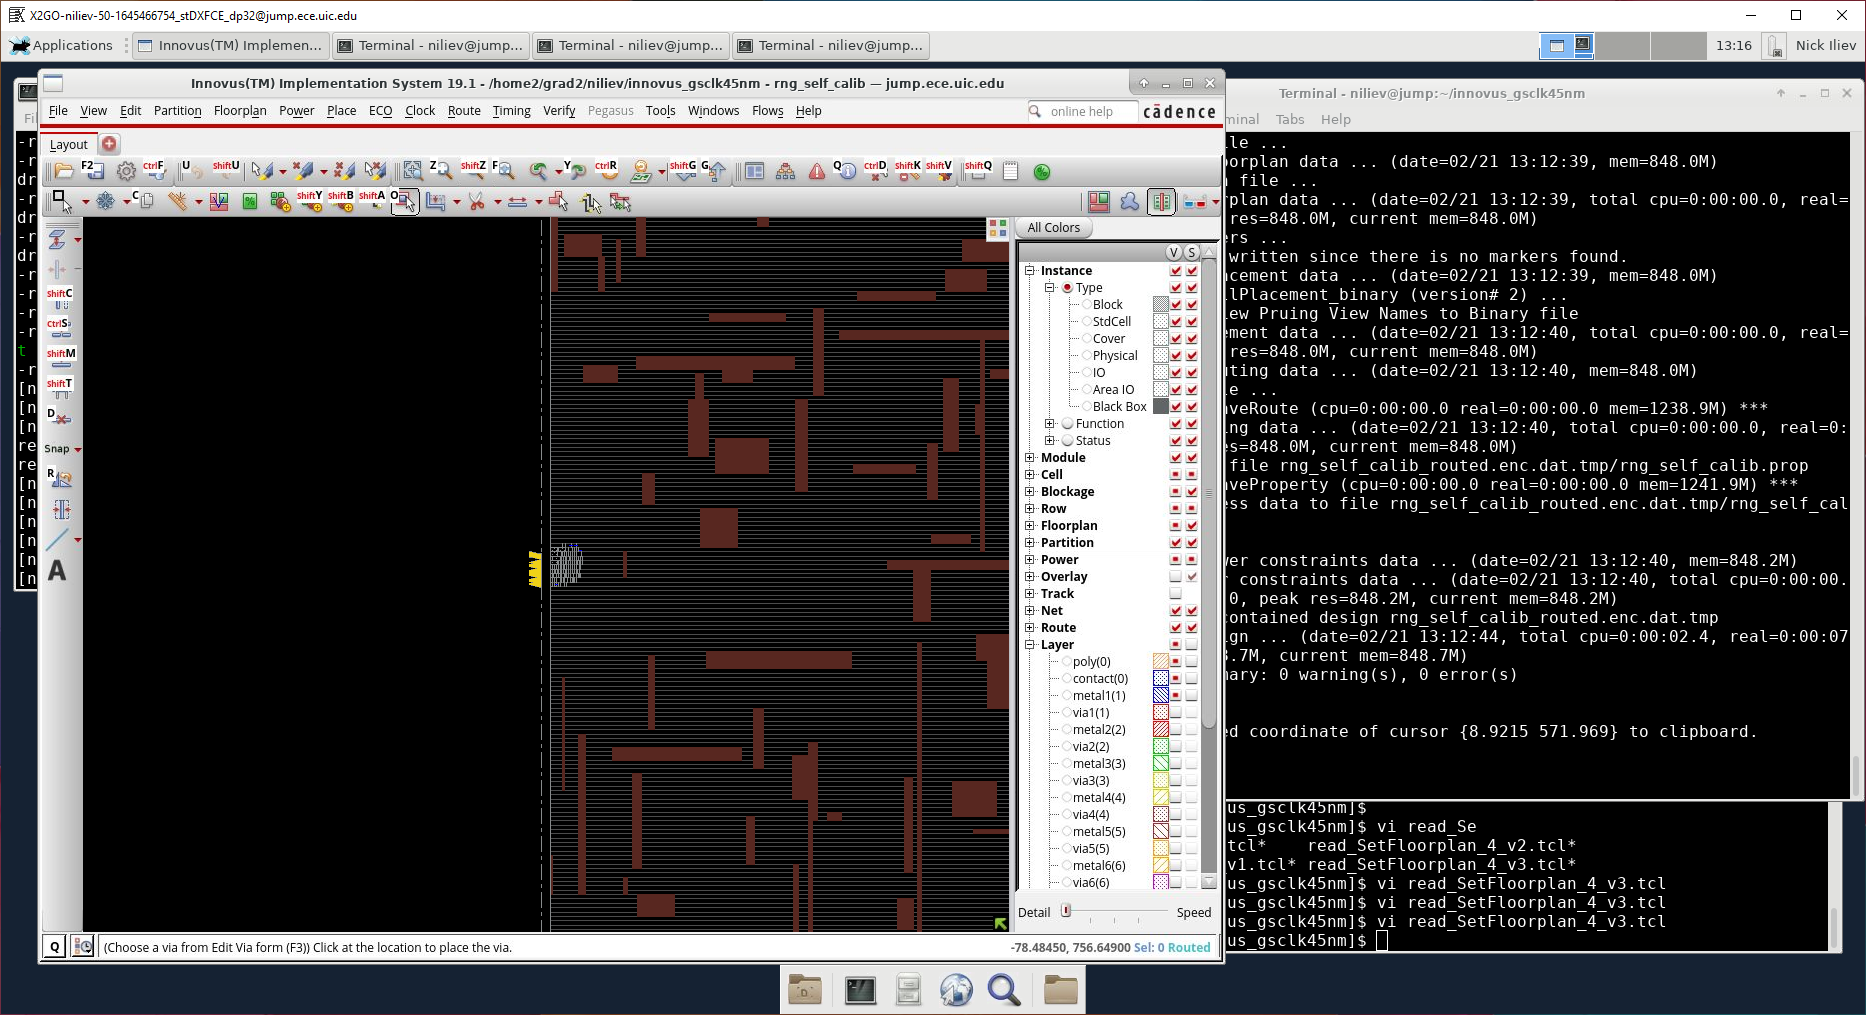 X2GO-niliev-50-1645466754_stDXFCE_dp32@jump.ece.uic.edu
Applications
Innovus(TM) Implemen...
Terminal - niliev@jump...
Terminal - niliev@jump...
Terminal - niliev@jump...
13:16
Nick Iliev
Innovus(TM) Implementation System 19.1 - /home2/grad2/niliev/innovus_gsclk45nm - rng_self_calib — jump.ece.uic.edu
File View Edit Partition Floorplan Power Place ECO Clock Route Timing Verify Pegasus Tools Windows Flows Help
online help
cādence
Layout
F2 CtrlF U ShiftU Z ShiftZ F Y CtrlR ShiftG G Q CtrlD ShiftK ShiftV ShiftQ
C ShiftY ShiftB ShiftA O
ShiftC
CtrlS
ShiftM
ShiftT
D
Snap
R
A
All Colors
V S
Instance
Type
Block
StdCell
Cover
Physical
IO
Area IO
Black Box
Function
Status
Module
Cell
Blockage
Row
Floorplan
Partition
Power
Overlay
Track
Net
Route
Layer
poly(0)
contact(0)
metal1(1)
via1(1)
metal2(2)
via2(2)
metal3(3)
via3(3)
metal4(4)
via4(4)
metal5(5)
via5(5)
metal6(6)
via6(6)
Detail Speed
Q
(Choose a via from Edit Via form (F3)) Click at the location to place the via.
-78.48450, 756.64900 Sel: 0 Routed
Fi
-r
-r
dr
-r
dr
-r
dr
-r
-r
-r
-r
t
-r
[n
[n
[n
re
re
[n
[n
[n
[n
[n
[n
Terminal - niliev@jump:~/innovus_gsclk45nm
minal Tabs Help
le ...
orplan data ... (date=02/21 13:12:39, mem=848.0M)
 file ...
rplan data ... (date=02/21 13:12:39, total cpu=0:00:00.0, real=
res=848.0M, current mem=848.0M)
ers ...
written since there is no markers found.
acement data ... (date=02/21 13:12:39, mem=848.0M)
lPlacement_binary (version# 2) ...
ew Pruing View Names to Binary file
ement data ... (date=02/21 13:12:40, total cpu=0:00:00.0, real=
res=848.0M, current mem=848.0M)
uting data ... (date=02/21 13:12:40, mem=848.0M)
e ...
aveRoute (cpu=0:00:00.0 real=0:00:00.0 mem=1238.9M) ***
ng data ... (date=02/21 13:12:40, total cpu=0:00:00.0, real=0:
s=848.0M, current mem=848.0M)
file rng_self_calib_routed.enc.dat.tmp/rng_self_calib.prop
aveProperty (cpu=0:00:00.0 real=0:00:00.0 mem=1241.9M) ***
ss data to file rng_self_calib_routed.enc.dat.tmp/rng_self_cal
wer constraints data ... (date=02/21 13:12:40, mem=848.2M)
r constraints data ... (date=02/21 13:12:40, total cpu=0:00:00.
0, peak res=848.2M, current mem=848.2M)
contained design rng_self_calib_routed.enc.dat.tmp
ign ... (date=02/21 13:12:44, total cpu=0:00:02.4, real=0:00:07
8.7M, current mem=848.7M)
mary: 0 warning(s), 0 error(s)
ed coordinate of cursor {8.9215 571.969} to clipboard.
us_gsclk45nm]$
us_gsclk45nm]$ vi read_Se
tcl* read_SetFloorplan_4_v2.tcl*
v1.tcl* read_SetFloorplan_4_v3.tcl*
us_gsclk45nm]$ vi read_SetFloorplan_4_v3.tcl
us_gsclk45nm]$ vi read_SetFloorplan_4_v3.tcl
us_gsclk45nm]$ vi read_SetFloorplan_4_v3.tcl
us_gsclk45nm]$